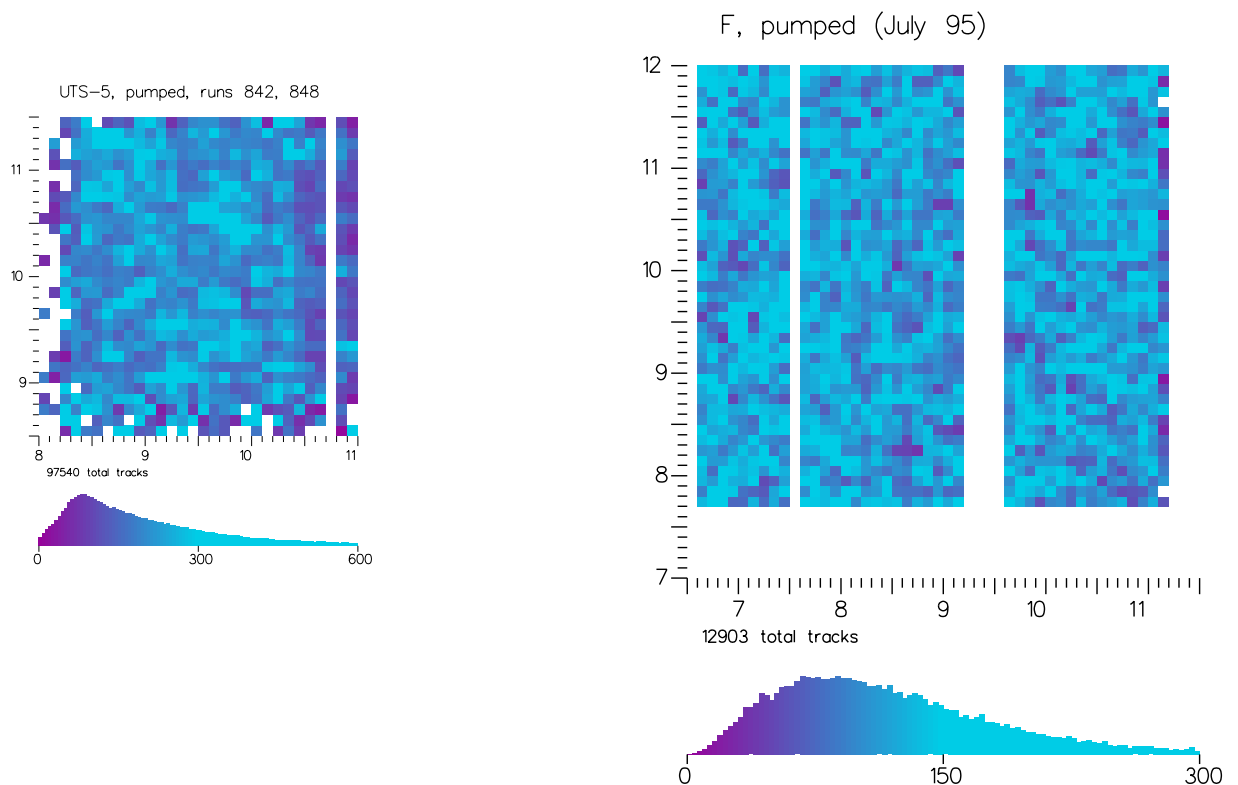 UTS-5, pumped, runs 842, 848
11
10
9
8 9 10 11
97540 total tracks
0 300 600
F, pumped (July 95)
12
11
10
9
8
7
7 8 9 10 11
12903 total tracks
0 150 300